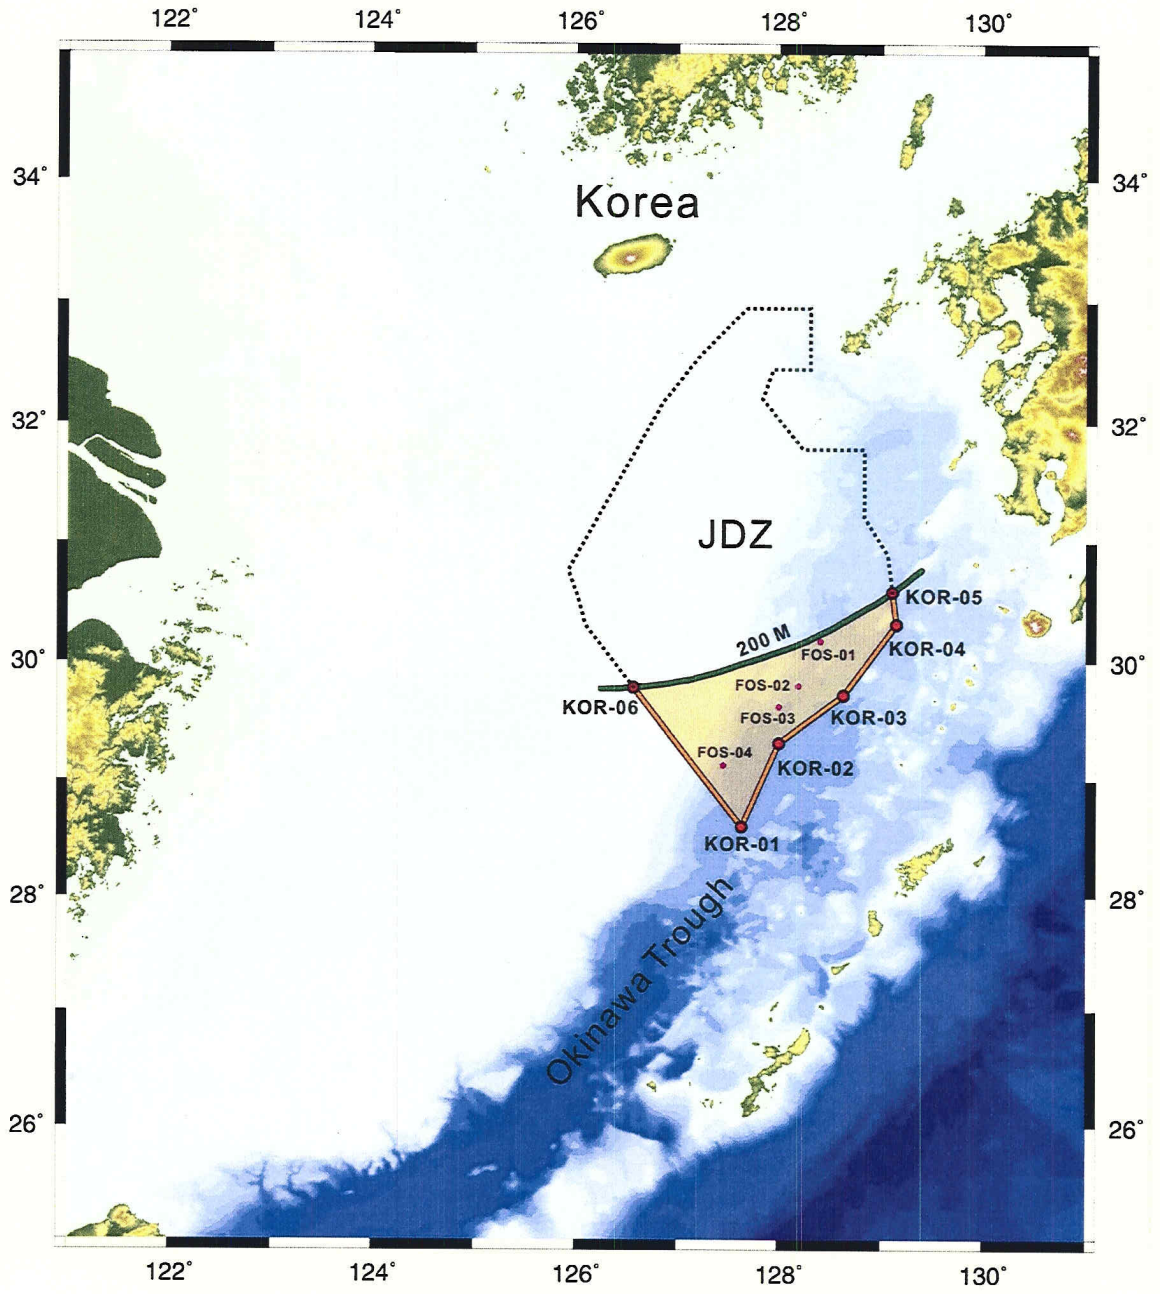 122° 124° 126° 128° 130°
34° 34°
Korea
32° 32°
JDZ
KOR-05
200 M
KOR-04
FOS-01
30° 30°
FOS-02
KOR-06
FOS-03
KOR-03
FOS-04
KOR-02
KOR-01
28° 28°
Okinawa Trough
26° 26°
122° 124° 126° 128° 130°